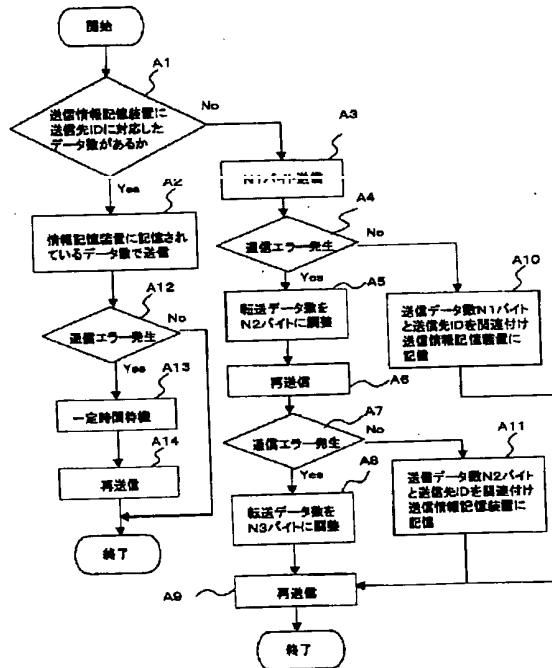 開始
A1
送信情報記憶装置に
送信先IDに対応した
データ数があるか
No
Yes
A2
情報記憶装置に記憶され
ているデータ数で送信
A12
通信エラー発生
No
Yes
A13
一定時間待機
A14
再送信
終了
A3
N1バイト送信
A4
通信エラー発生
No
Yes
A5
転送データ数を
N2バイトに調整
A10
送信データ数N1バイト
と送信先IDを関連付け
送信情報記憶装置に
記憶
再送信
A6
A7
通信エラー発生
No
Yes
A8
転送データ数を
N3バイトに調整
A11
送信データ数N2バイト
と送信先IDを関連付け
送信情報記憶装置に
記憶
A9
再送信
終了